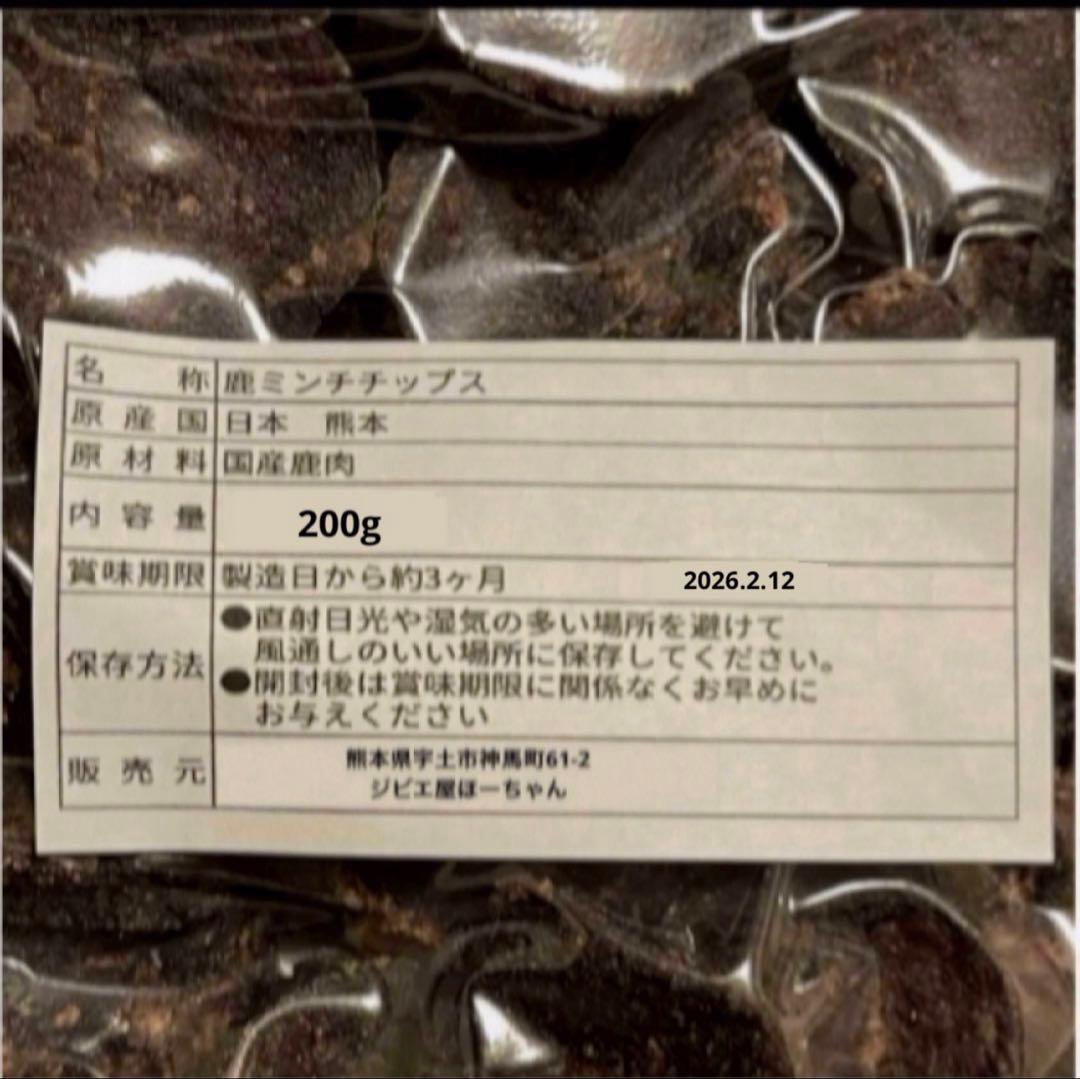 名称 鹿ミンチチップス
原産国 日本 熊本
原材料 国産鹿肉
内容量 200g
賞味期限 製造日から約3ヶ月 2026.2.12
保存方法 ●直射日光や湿気の多い場所を避けて
風通しのいい場所に保存してください。
●開封後は賞味期限に関係なくお早めに
お与えください
販売元 熊本県宇土市神馬町61-2
ジビエ屋ほーちゃん